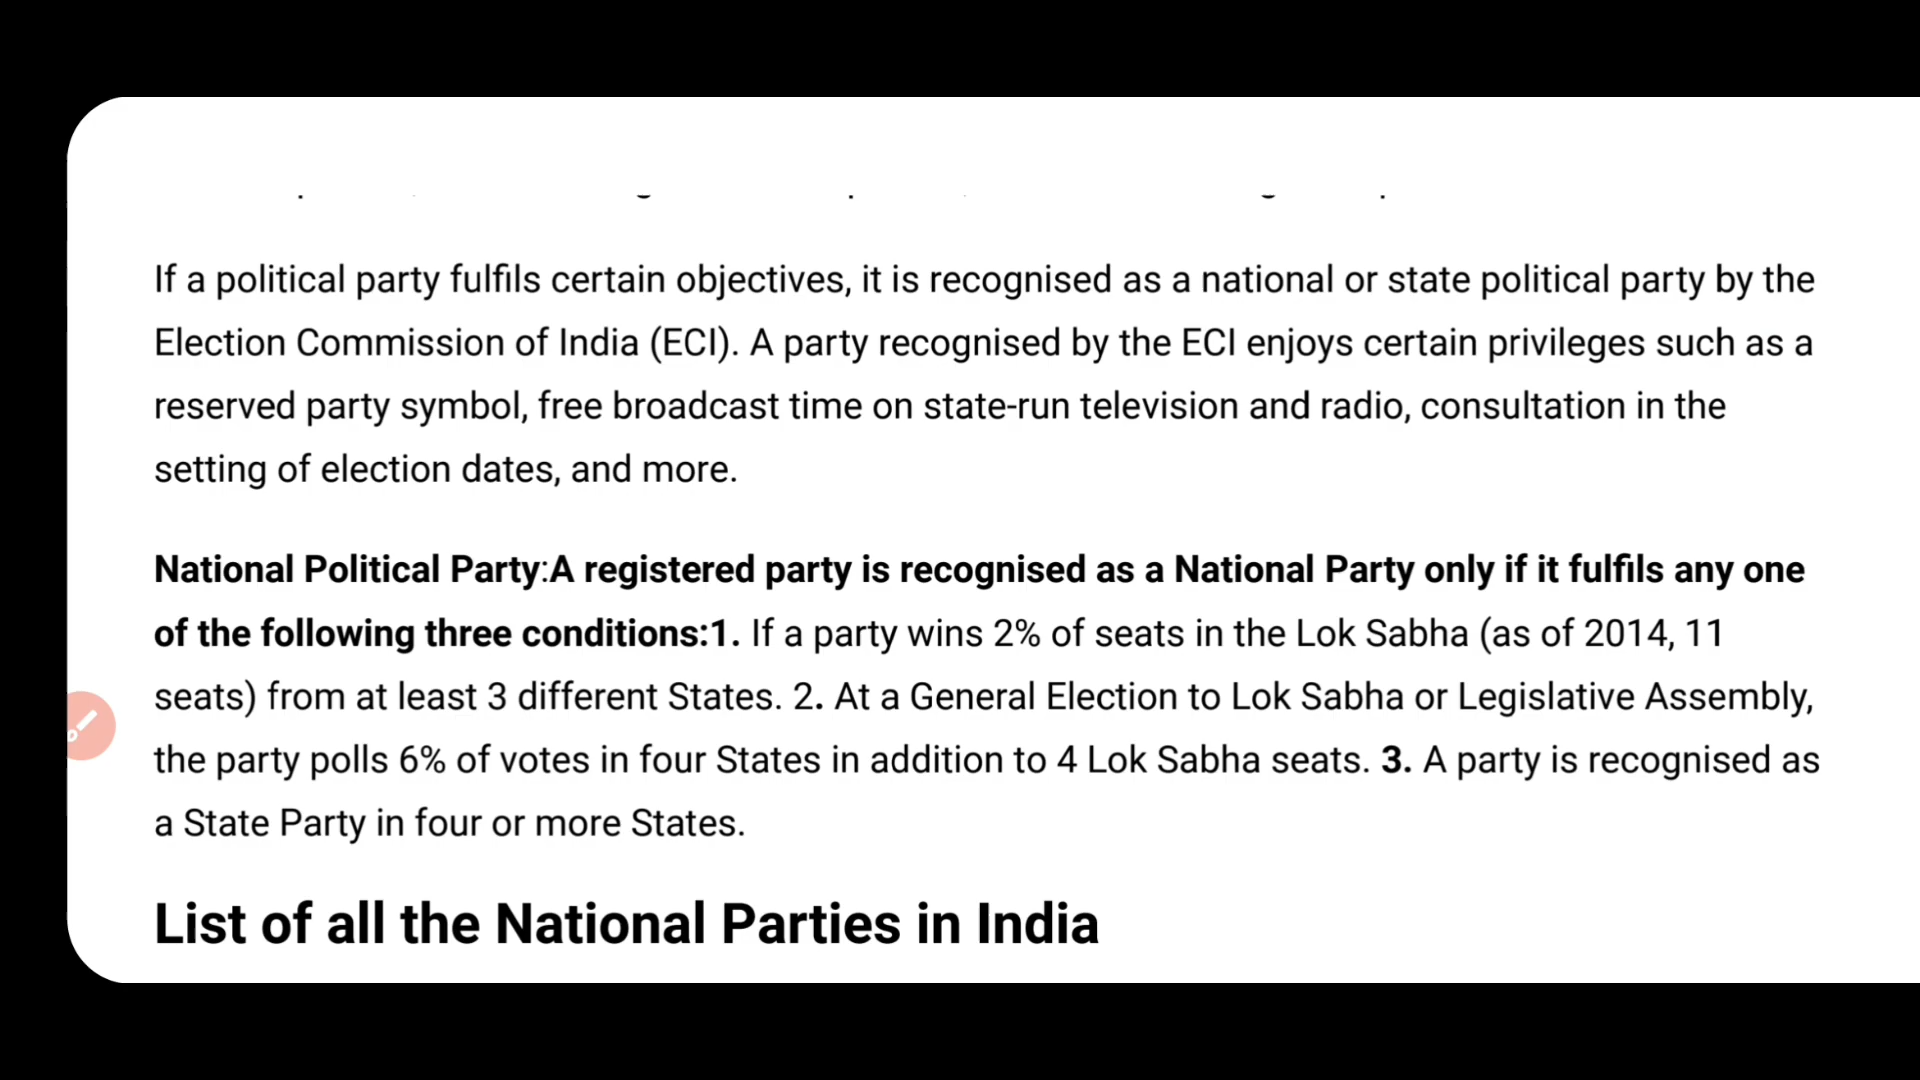 If a political party fulfils certain objectives, it is recognised as a national or state political party by the
Election Commission of India (ECI). A party recognised by the ECI enjoys certain privileges such as a
reserved party symbol, free broadcast time on state-run television and radio, consultation in the
setting of election dates, and more.
National Political Party:A registered party is recognised as a National Party only if it fulfils any one
of the following three conditions:1. If a party wins 2% of seats in the Lok Sabha (as of 2014, 11
seats) from at least 3 different States. 2. At a General Election to Lok Sabha or Legislative Assembly,
the party polls 6% of votes in four States in addition to 4 Lok Sabha seats. 3. A party is recognised as
a State Party in four or more States.
List of all the National Parties in India